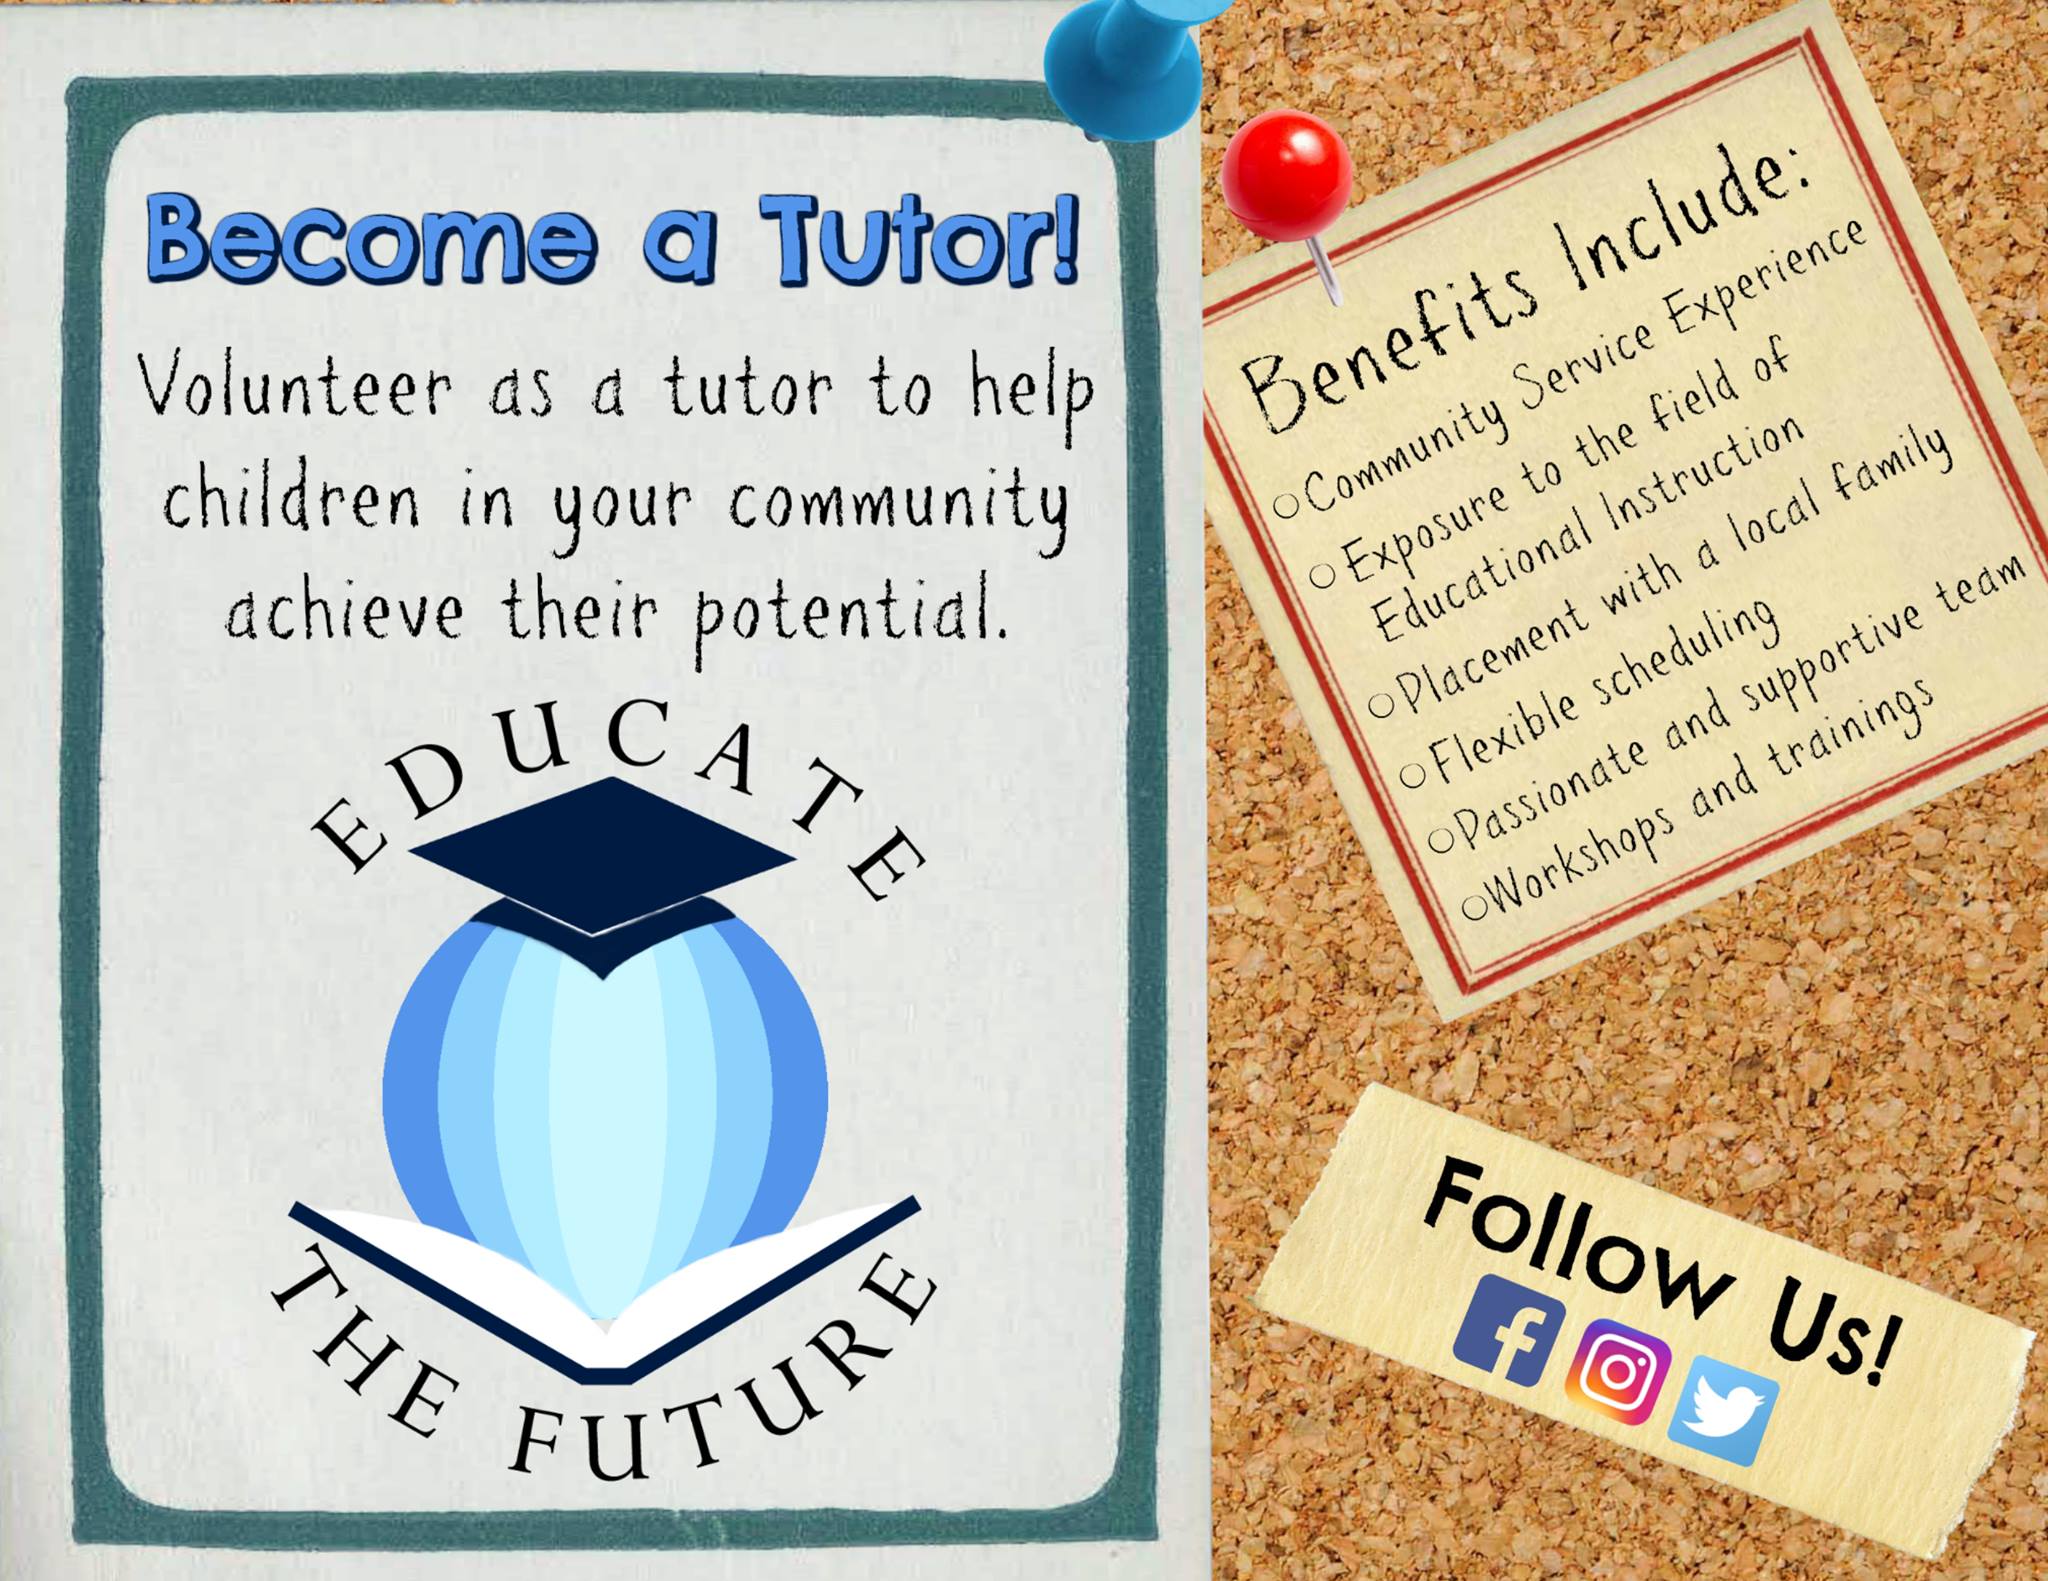 Become a Tutor!
Volunteer as a tutor to help
children in your community
achieve their potential.
EDUCATE
THE FUTURE
Benefits Include:
○Community Service Experience
○Exposure to the field of
Educational Instruction
○Placement with a local family
○Flexible scheduling
○Passionate and supportive team
○Workshops and trainings
Follow Us!